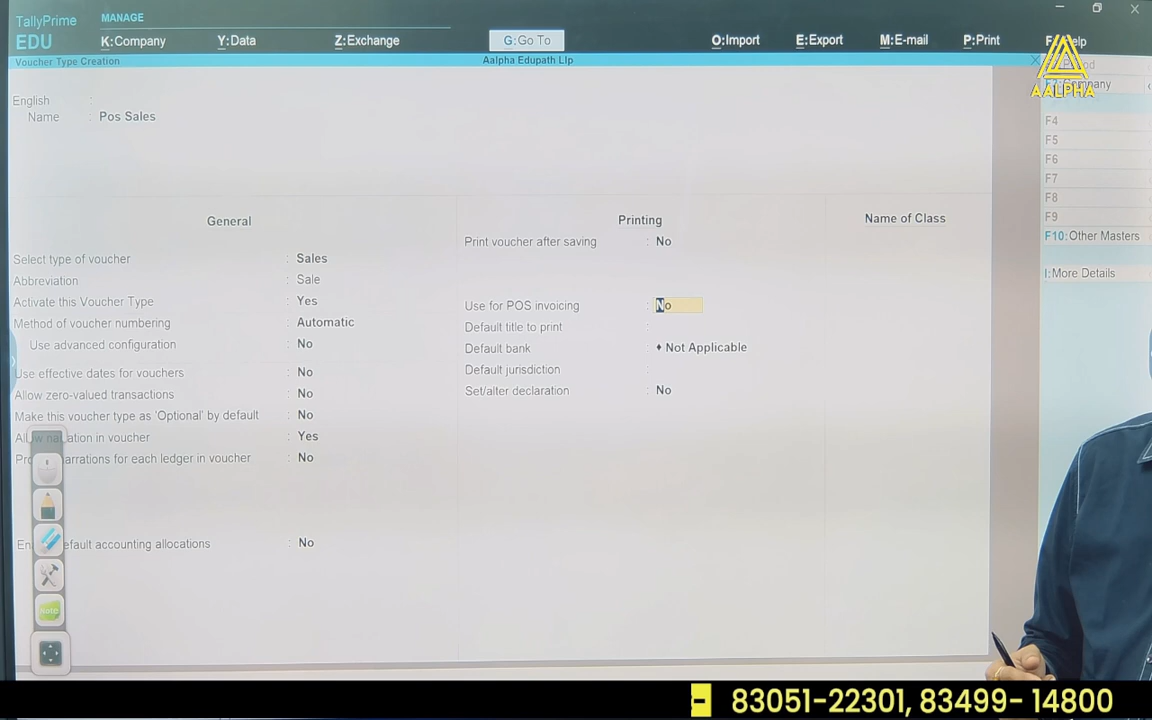 TallyPrime
EDU
MANAGE
K:Company
Y:Data
Z:Exchange
G:Go To
O:Import
E:Export
M:E-mail
P:Print
Voucher Type Creation
Aalpha Edupath Llp
AALPHA
English :
Name : Pos Sales
General
Select type of voucher : Sales
Abbreviation : Sale
Activate this Voucher Type : Yes
Method of voucher numbering : Automatic
Use advanced configuration : No
Use effective dates for vouchers : No
Allow zero-valued transactions : No
Make this voucher type as 'Optional' by default : No
in voucher : Yes
for each ledger in voucher : No
accounting allocations : No
Printing
Print voucher after saving : No
Use for POS invoicing : No
Default title to print :
Default bank : ♦ Not Applicable
Default jurisdiction :
Set/alter declaration : No
Name of Class
F4
F5
F6
F7
F8
F9
F10:Other Masters
I:More Details
Note
- 83051-22301, 83499- 14800